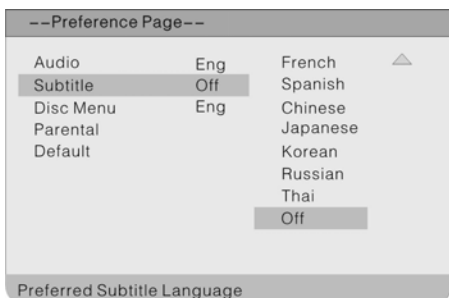 --Preference Page--
Audio Eng French
Subtitle Off Spanish
Disc Menu Eng Chinese
Parental Japanese
Default Korean
Russian
Thai
Off
Preferred Subtitle Language